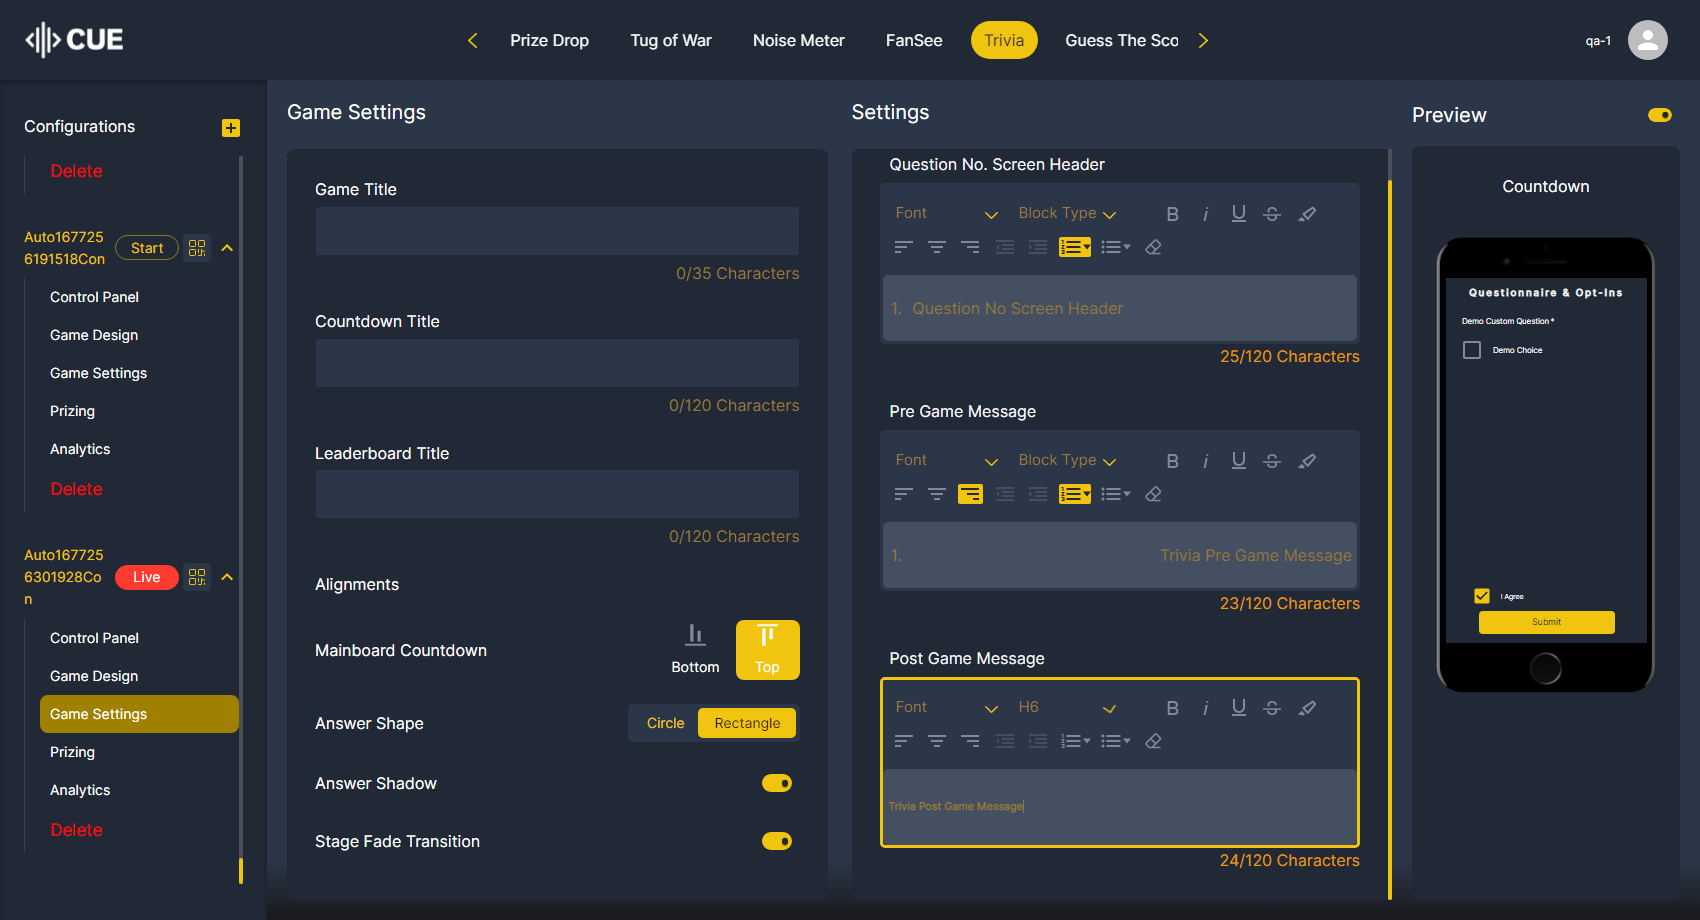 CUE
Prize Drop
Tug of War
Noise Meter
FanSee
Trivia
Guess The Sco
qa-1
Configurations
Delete
Auto167725
6191518Con
Start
Control Panel
Game Design
Game Settings
Prizing
Analytics
Delete
Auto167725
6301928Co
n
Live
Control Panel
Game Design
Game Settings
Prizing
Analytics
Delete
Game Settings
Game Title
0/35 Characters
Countdown Title
0/120 Characters
Leaderboard Title
0/120 Characters
Alignments
Mainboard Countdown
Bottom
Top
Answer Shape
Circle
Rectangle
Answer Shadow
Stage Fade Transition
Settings
Question No. Screen Header
Font
Block Type
B i U S
1. Question No Screen Header
25/120 Characters
Pre Game Message
Font
Block Type
B i U S
1. Trivia Pre Game Message
23/120 Characters
Post Game Message
Font
H6
B i U S
Trivia Post Game Message
24/120 Characters
Preview
Countdown
Questionnaire & Opt-Ins
Demo Custom Question *
Demo Choice
I Agree
Submit